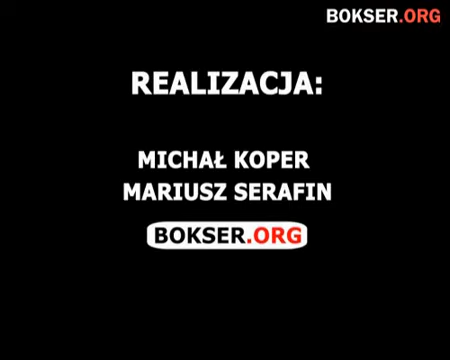 BOKSER.ORG
REALIZACJA:
MICHAŁ KOPER
MARIUSZ SERAFIN
BOKSER.ORG